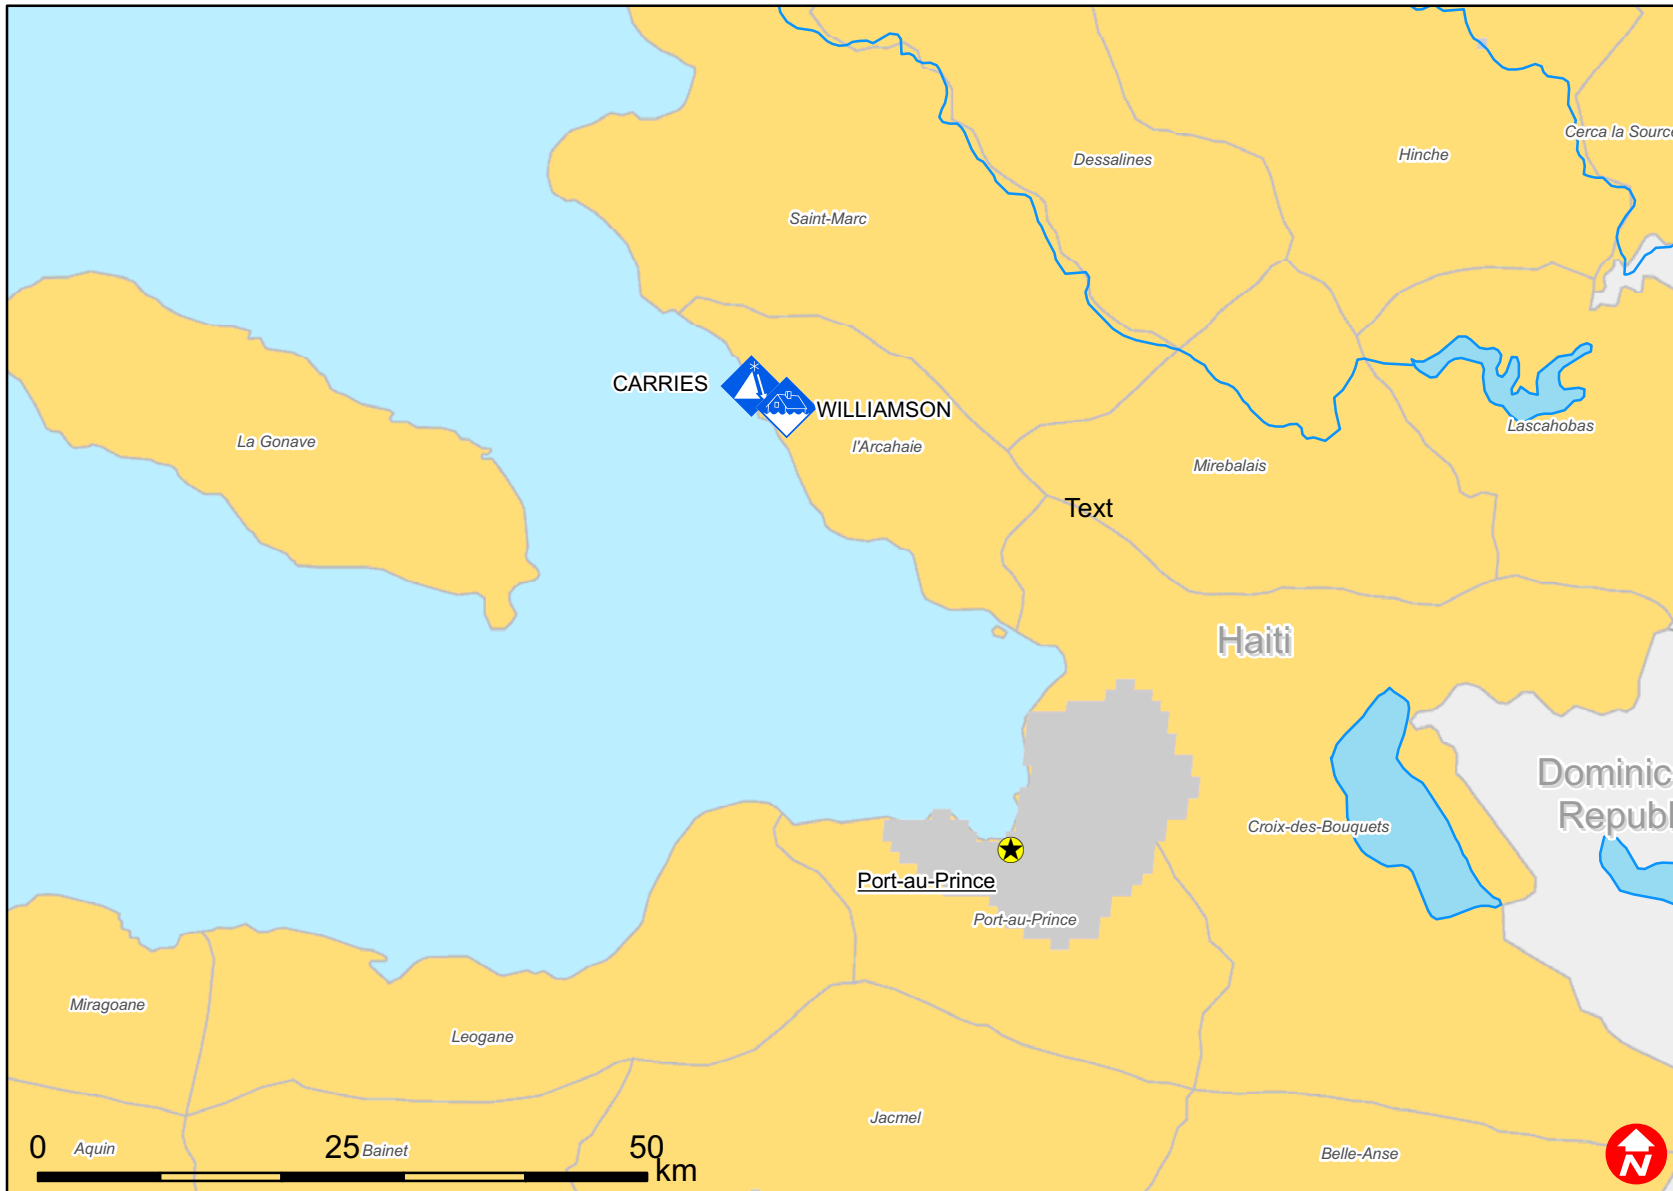 Cerca la Source
Hinche
Dessalines
Saint-Marc
CARRIES
WILLIAMSON
Lascahobas
La Gonave
l'Arcahaie
Mirebalais
Text
Haiti
Dominic
Republ
Croix-des-Bouquets
Port-au-Prince
Port-au-Prince
Miragoane
Leogane
Jacmel
0 25 50
km
Aquin
Bainet
Belle-Anse
N